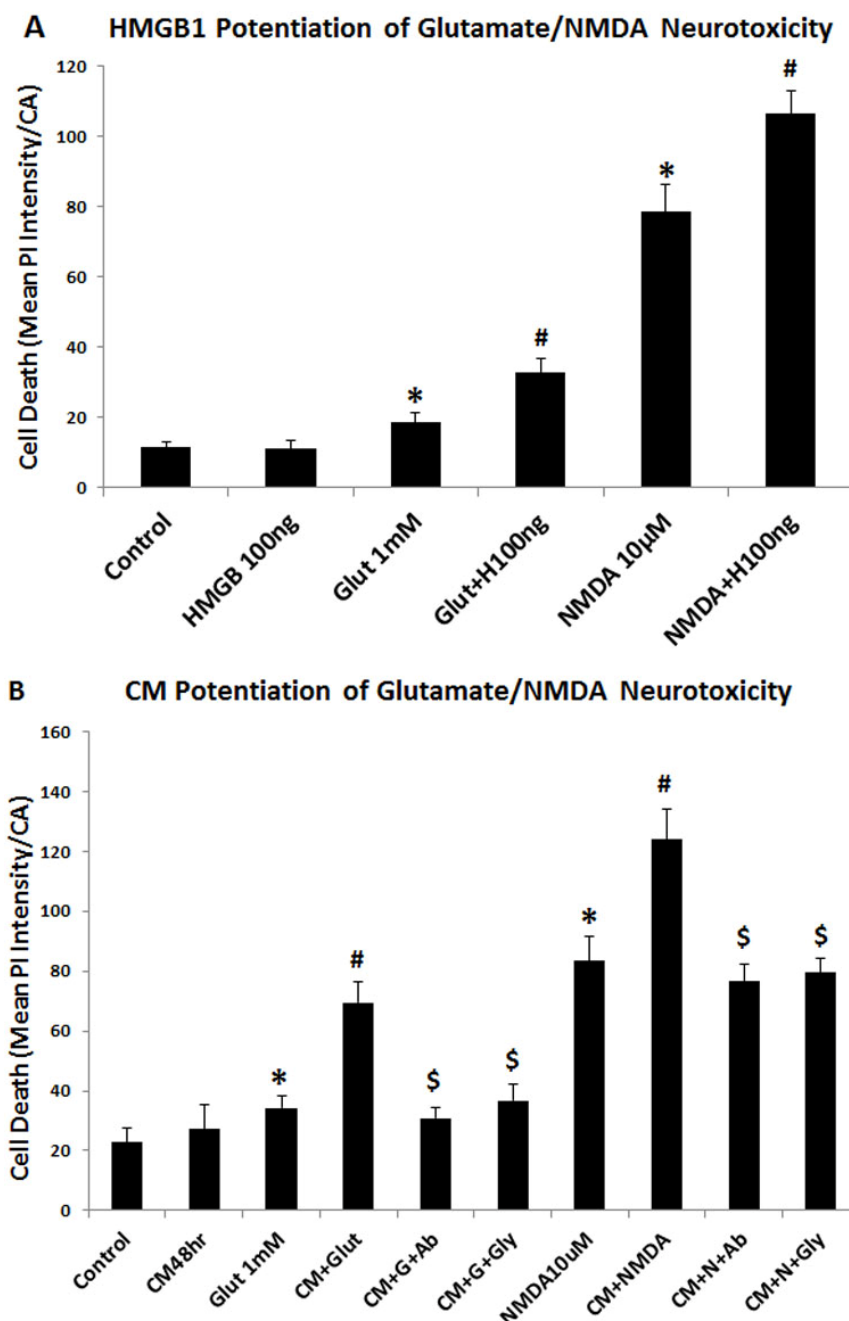 A HMGB1 Potentiation of Glutamate/NMDA Neurotoxicity
Cell Death (Mean PI Intensity/CA)
120
100
80
60
40
20
0
*
#
*
#
Control
HMGB 100ng
Glut 1mM
Glut+H100ng
NMDA 10µM
NMDA+H100ng
B CM Potentiation of Glutamate/NMDA Neurotoxicity
Cell Death (Mean PI Intensity/CA)
160
140
120
100
80
60
40
20
0
*
#
$
$
*
#
$
$
Control
CM48hr
Glut 1mM
CM+Glut
CM+G+Ab
CM+G+Gly
NMDA10uM
CM+NMDA
CM+N+Ab
CM+N+Gly